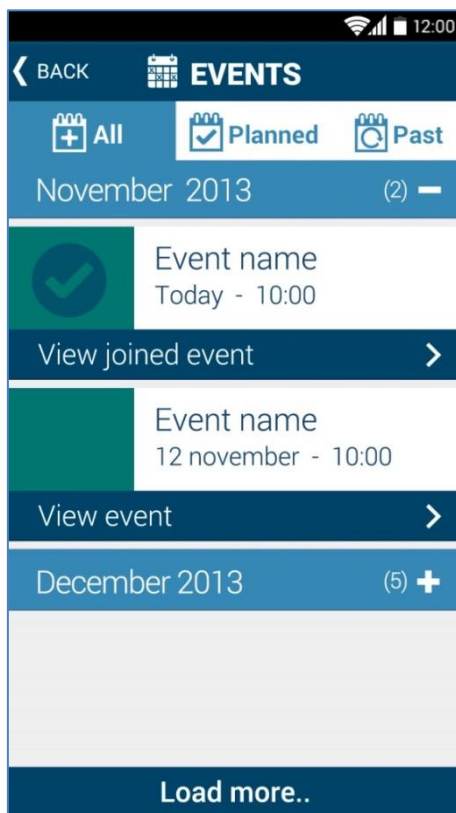 12:00
BACK EVENTS
All Planned Past
November 2013 (2)
Event name
Today - 10:00
View joined event
Event name
12 november - 10:00
View event
December 2013 (5)
Load more..